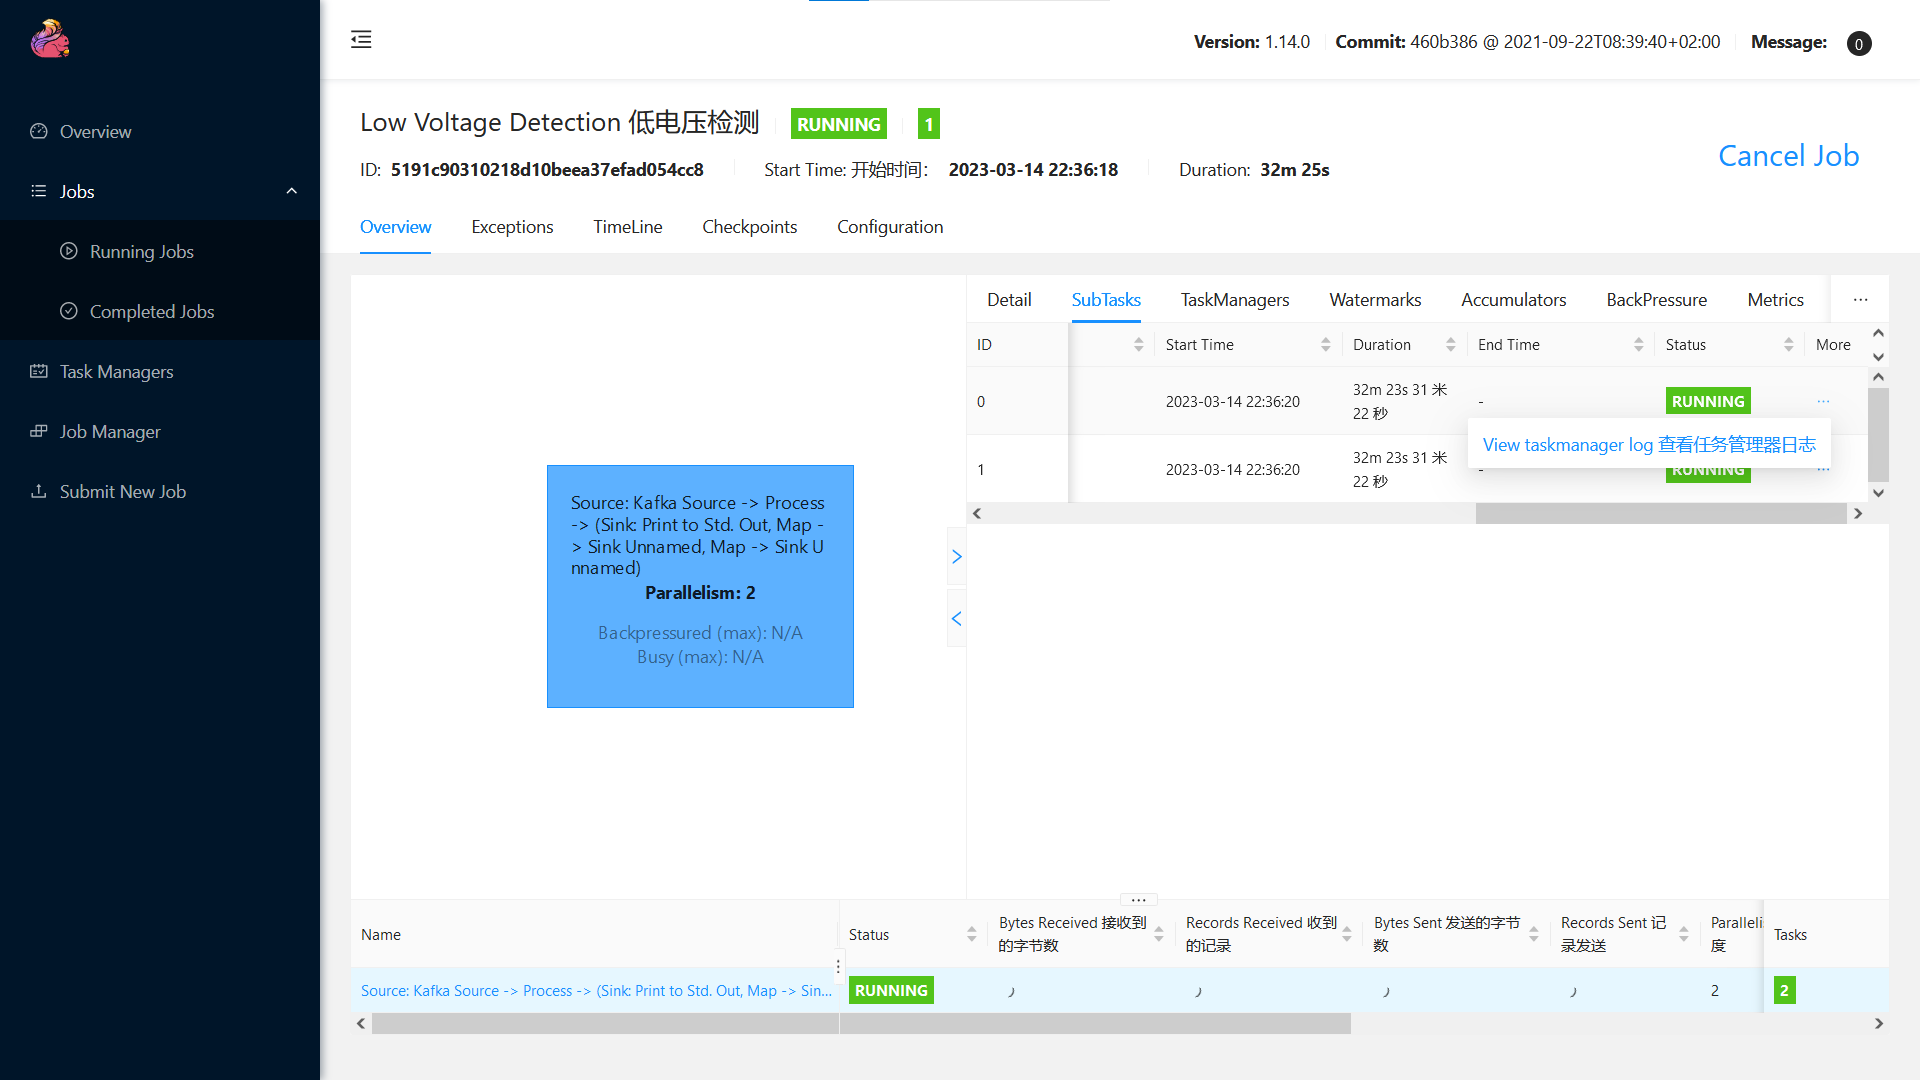 Version: 1.14.0 Commit: 460b386 @ 2021-09-22T08:39:40+02:00 Message: 0
Overview
Jobs
Running Jobs
Completed Jobs
Task Managers
Job Manager
Submit New Job
Low Voltage Detection 低电压检测 RUNNING 1
ID: 5191c90310218d10beea37efad054cc8 Start Time: 开始时间: 2023-03-14 22:36:18 Duration: 32m 25s
Cancel Job
Overview Exceptions TimeLine Checkpoints Configuration
Source: Kafka Source -> Process
-> (Sink: Print to Std. Out, Map -
> Sink Unnamed, Map -> Sink U
nnamed)
Parallelism: 2
Backpressured (max): N/A
Busy (max): N/A
Detail SubTasks TaskManagers Watermarks Accumulators BackPressure Metrics ...
ID Start Time Duration End Time Status More
0 2023-03-14 22:36:20 32m 23s 31 米 - RUNNING ...
22 秒
View taskmanager log 查看任务管理器日志
1 2023-03-14 22:36:20 32m 23s 31 米 - RUNNING ...
22 秒
Name Status Bytes Received 接收到 Records Received 收到 Bytes Sent 发送的字节 Records Sent 记 Paralleli Tasks
的字节数 的记录 数 录发送 度
Source: Kafka Source -> Process -> (Sink: Print to Std. Out, Map -> Sin... RUNNING 2 2